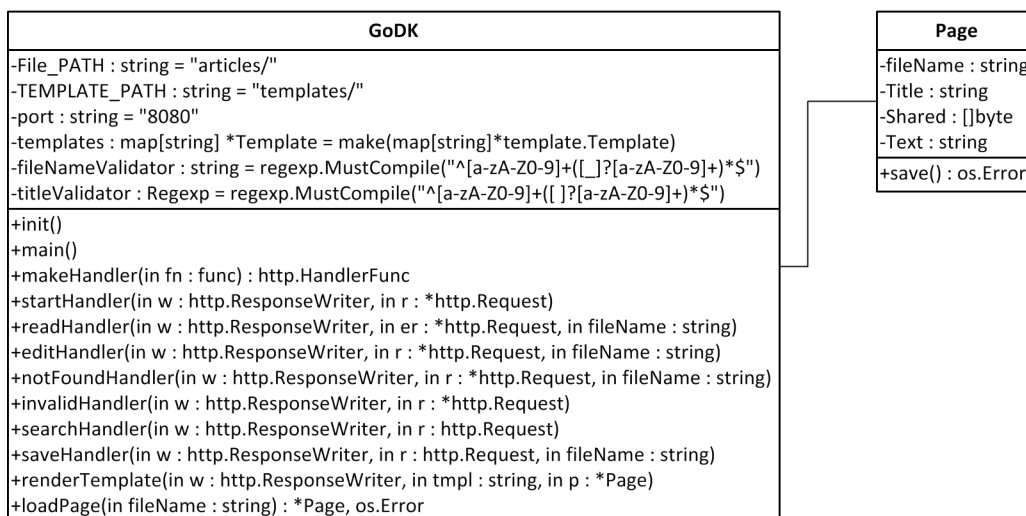 GoDK
-File_PATH : string = "articles/"
-TEMPLATE_PATH : string = "templates/"
-port : string = "8080"
-templates : map[string] *Template = make(map[string]*template.Template)
-fileNameValidator : string = regexp.MustCompile("^[a-zA-Z0-9]+([_]?[a-zA-Z0-9]+)*$")
-titleValidator : Regexp = regexp.MustCompile("^[a-zA-Z0-9]+([ ]?[a-zA-Z0-9]+)*$")
+init()
+main()
+makeHandler(in fn : func) : http.HandlerFunc
+startHandler(in w : http.ResponseWriter, in r : *http.Request)
+readHandler(in w : http.ResponseWriter, in er : *http.Request, in fileName : string)
+editHandler(in w : http.ResponseWriter, in r : *http.Request, in fileName : string)
+notFoundHandler(in w : http.ResponseWriter, in r : *http.Request, in fileName : string)
+invalidHandler(in w : http.ResponseWriter, in r : *http.Request)
+searchHandler(in w : http.ResponseWriter, in r : http.Request)
+saveHandler(in w : http.ResponseWriter, in r : http.Request, in fileName : string)
+renderTemplate(in w : http.ResponseWriter, in tmpl : string, in p : *Page)
+loadPage(in fileName : string) : *Page, os.Error
Page
-fileName : string
-Title : string
-Shared : []byte
-Text : string
+save() : os.Error